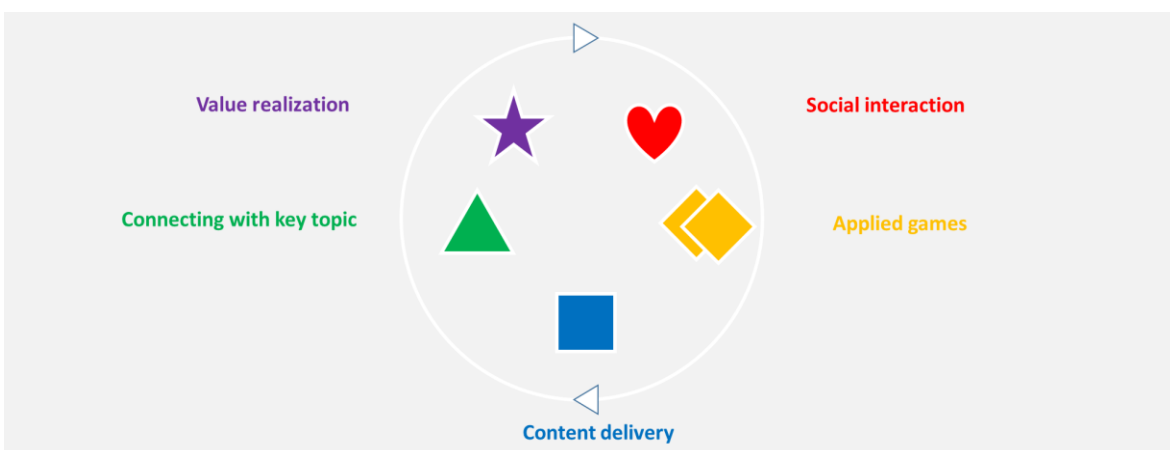 Value realization
Social interaction
Connecting with key topic
Applied games
Content delivery